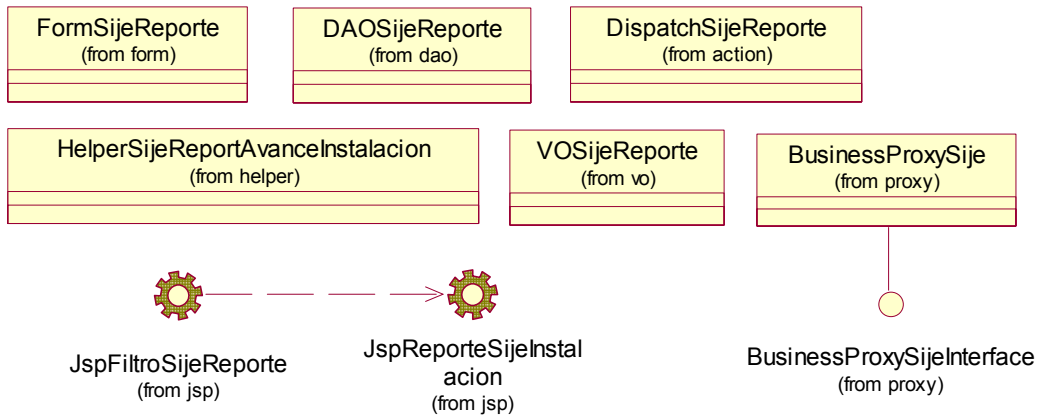 FormSijeReporte
(from form)
DAOSijeReporte
(from dao)
DispatchSijeReporte
(from action)
HelperSijeReportAvanceInstalacion
(from helper)
VOSijeReporte
(from vo)
BusinessProxySije
(from proxy)
JspFiltroSijeReporte
(from jsp)
JspReporteSijeInstal
acion
(from jsp)
BusinessProxySijeInterface
(from proxy)